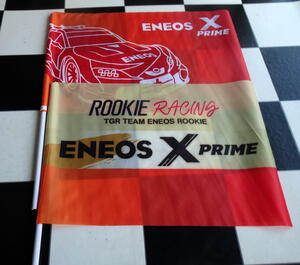 ENEOS X PRIME
ROOKIE RACING
TGR TEAM ENEOS ROOKIE
ENEOS X PRIME